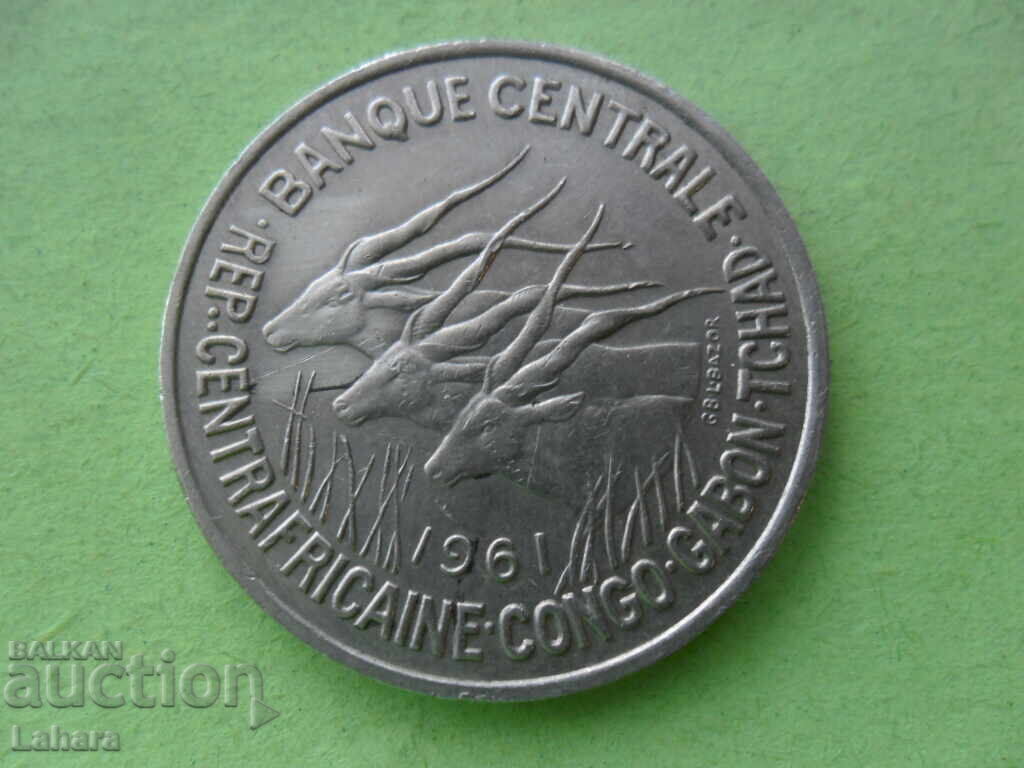 · BANQUE CENTRALE ·
REP. CENTRAFRICAINE · CONGO · GABON · TCHAD ·
G B L BAZOR
1961
BALKAN
auction
Lahara